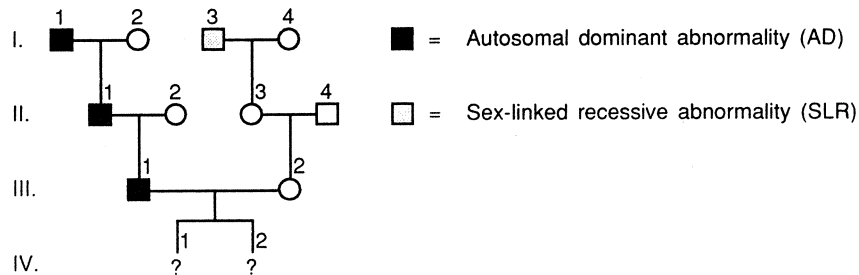 1 2 3 4
I. = Autosomal dominant abnormality (AD)
1 2 3 4
II. = Sex-linked recessive abnormality (SLR)
1 2
III.
1 2
IV. ? ?